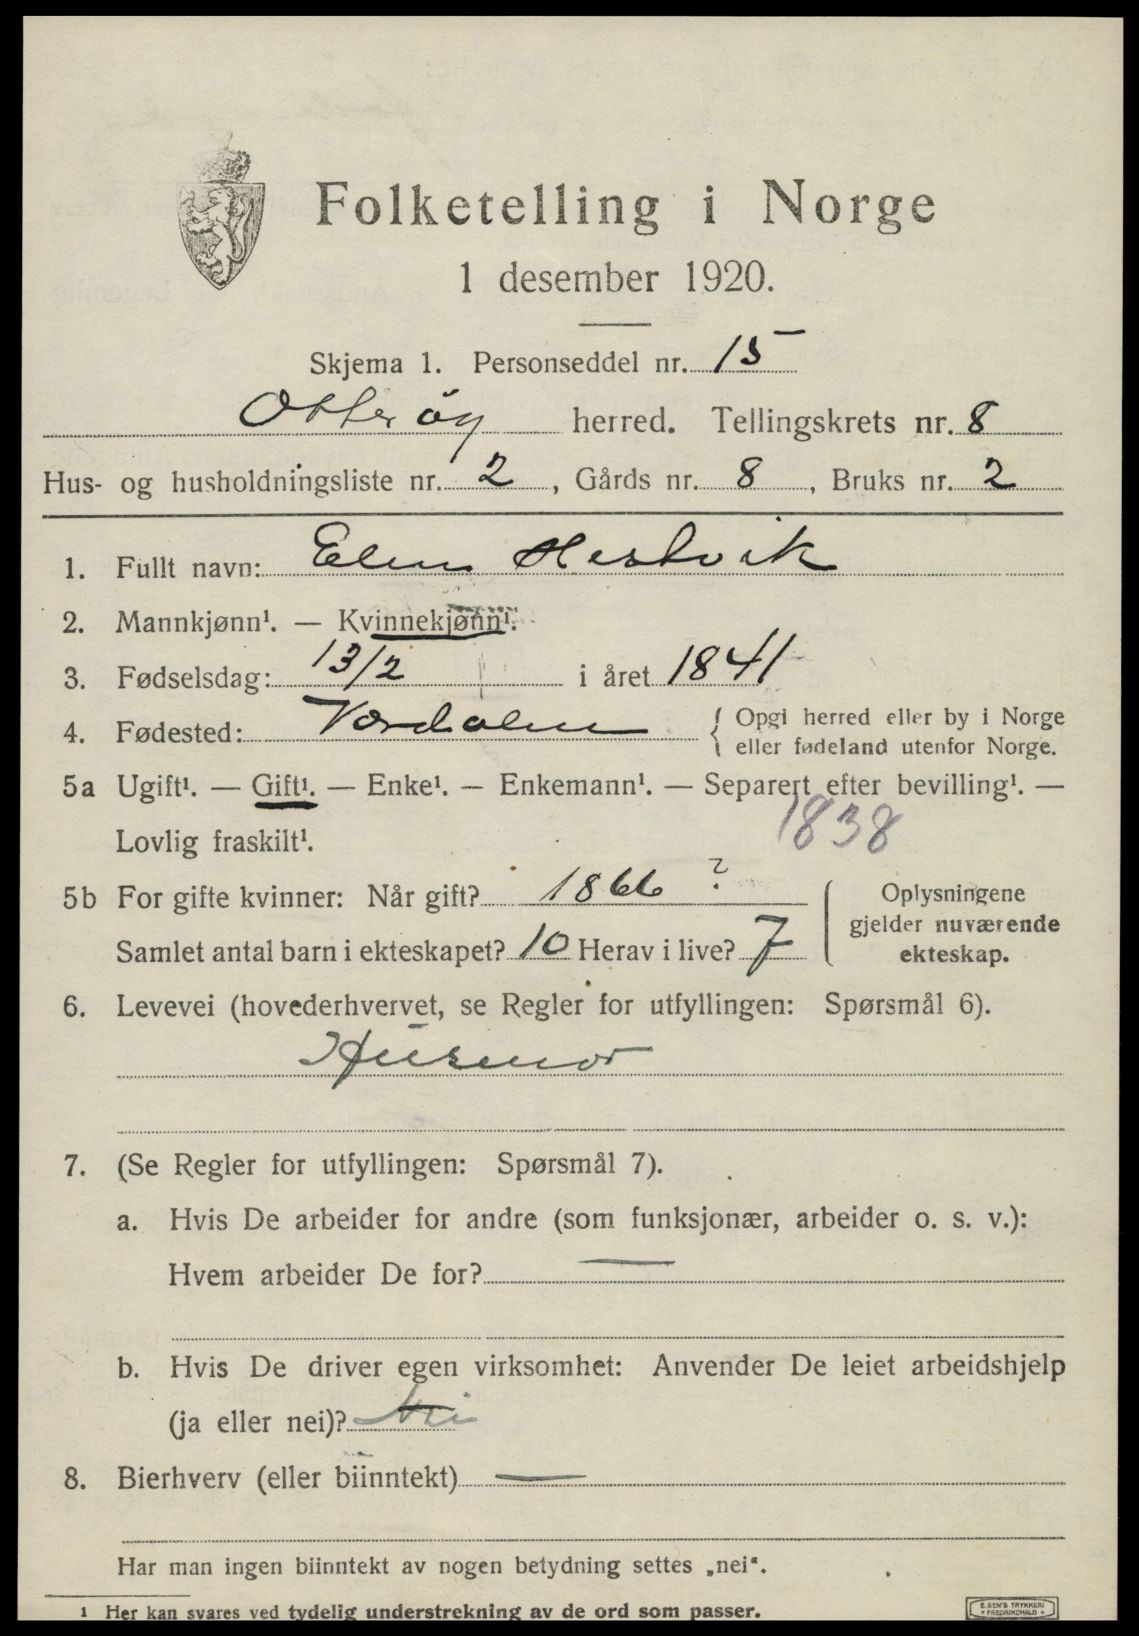 Folketelling i Norge
1 desember 1920.
Skjema 1. Personseddel nr. 15
Otterøy herred. Tellingskrets nr. 8
Hus- og husholdningsliste nr. 2, Gårds nr. 8, Bruks nr. 2
1. Fullt navn: Elen Hestvik
2. Mannkjønn¹. — Kvinnekjønn¹.
3. Fødselsdag: 13/2 i året 1841
4. Fødested: Værdalen { Opgi herred eller by i Norge
eller fødeland utenfor Norge.
5a Ugift¹. — Gift¹. — Enke¹. — Enkemann¹. — Separert efter bevilling¹. —
1838
Lovlig fraskilt¹.
5b For gifte kvinner: Når gift? 1866 ?
Samlet antal barn i ekteskapet? 10 Herav i live? 7
Oplysningene
gjelder nuværende
ekteskap.
6. Levevei (hovederhvervet, se Regler for utfyllingen: Spørsmål 6).
Husmor
7. (Se Regler for utfyllingen: Spørsmål 7).
a. Hvis De arbeider for andre (som funksjonær, arbeider o. s. v.):
Hvem arbeider De for? —
b. Hvis De driver egen virksomhet: Anvender De leiet arbeidshjelp
(ja eller nei)? Nei
8. Bierhverv (eller biinntekt) —
Har man ingen biinntekt av nogen betydning settes „nei“.
¹ Her kan svares ved tydelig understrekning av de ord som passer.
E. SEM'S TRYKKERI
* FREDRIKSHALD *